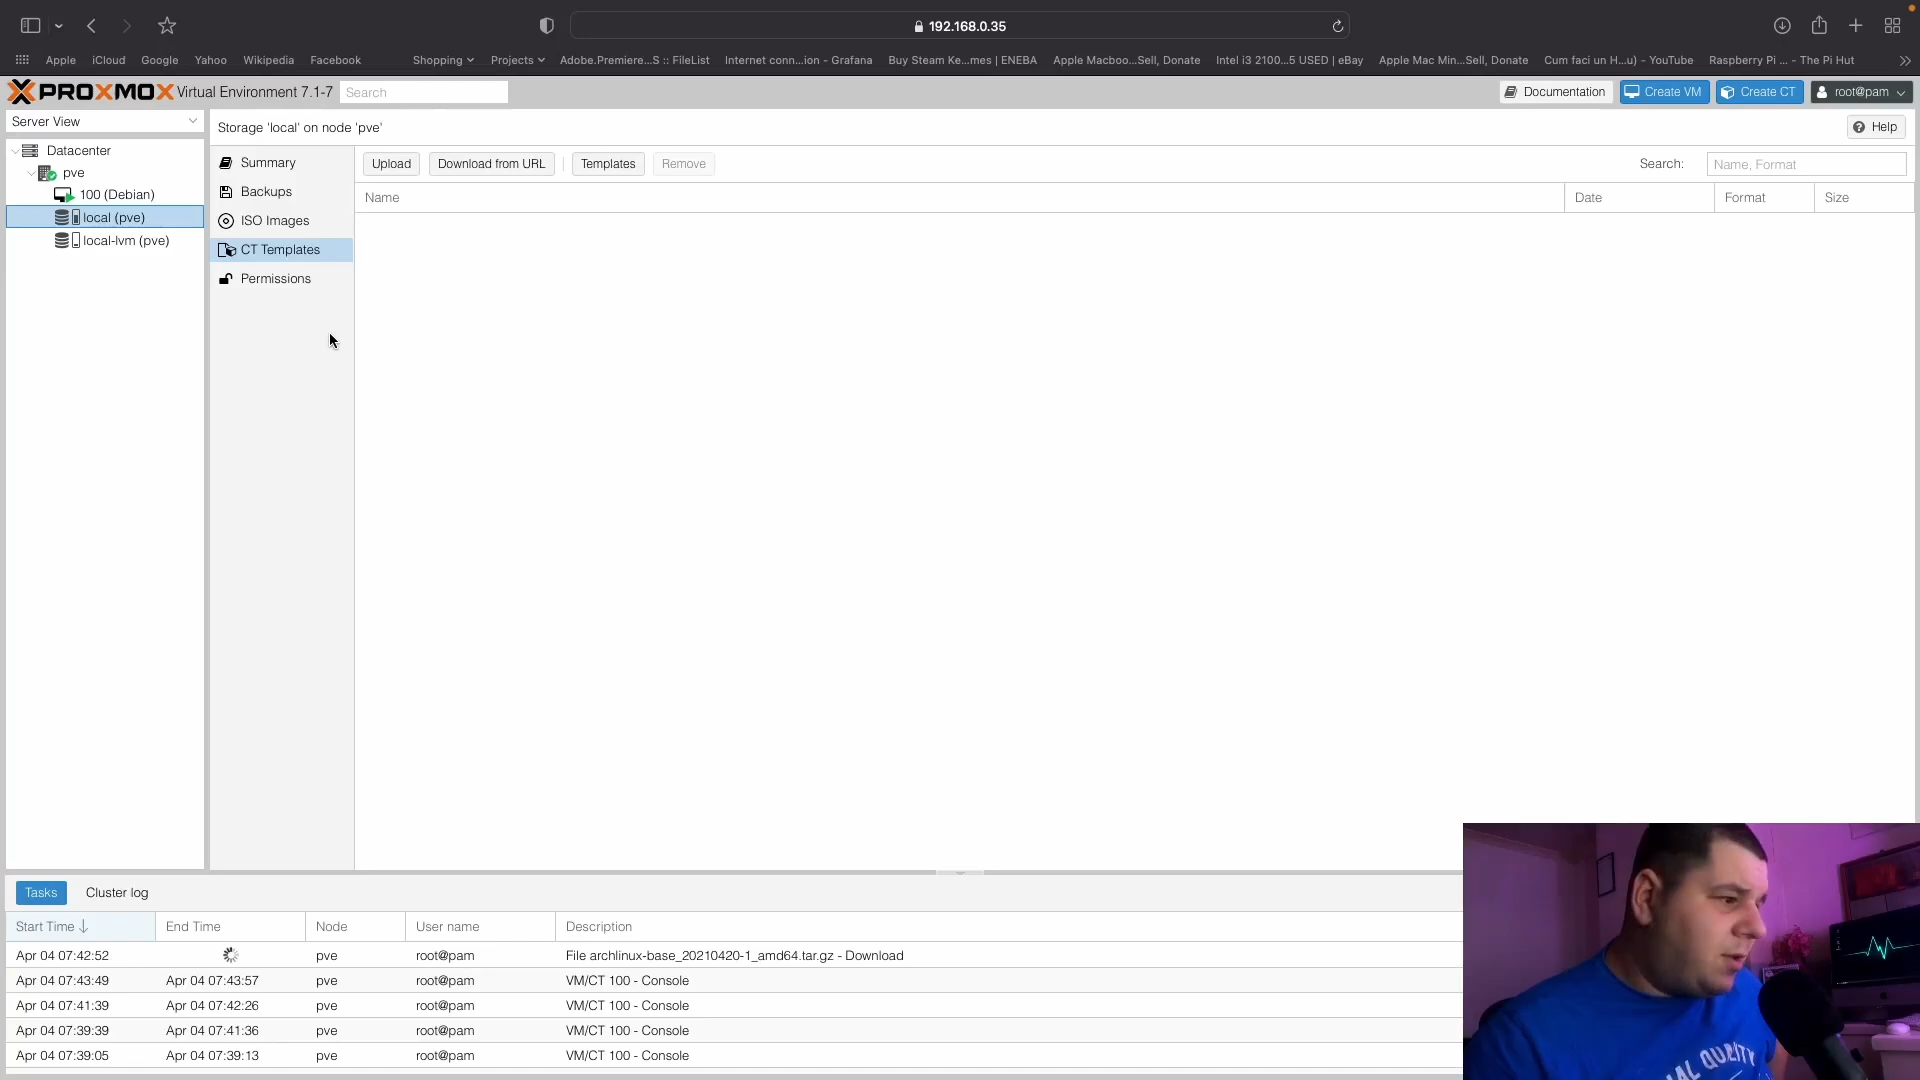 192.168.0.35
Apple iCloud Google Yahoo Wikipedia Facebook Shopping Projects Adobe.Premiere...S :: FileList Internet conn...ion - Grafana Buy Steam Ke...mes | ENEBA Apple Macboo...Sell, Donate Intel i3 2100...5 USED | eBay Apple Mac Min...Sell, Donate Cum faci un H...u) - YouTube Raspberry Pi ... - The Pi Hut
PROXMOX Virtual Environment 7.1-7 Search Documentation Create VM Create CT root@pam
Server View
Storage 'local' on node 'pve' Help
Datacenter
pve
100 (Debian)
local (pve)
local-lvm (pve)
Summary
Backups
ISO Images
CT Templates
Permissions
Upload Download from URL Templates Remove Search: Name, Format
Name Date Format Size
Tasks Cluster log
Start Time End Time Node User name Description
Apr 04 07:42:52 pve root@pam File archlinux-base_20210420-1_amd64.tar.gz - Download
Apr 04 07:43:49 Apr 04 07:43:57 pve root@pam VM/CT 100 - Console
Apr 04 07:41:39 Apr 04 07:42:26 pve root@pam VM/CT 100 - Console
Apr 04 07:39:39 Apr 04 07:41:36 pve root@pam VM/CT 100 - Console
Apr 04 07:39:05 Apr 04 07:39:13 pve root@pam VM/CT 100 - Console